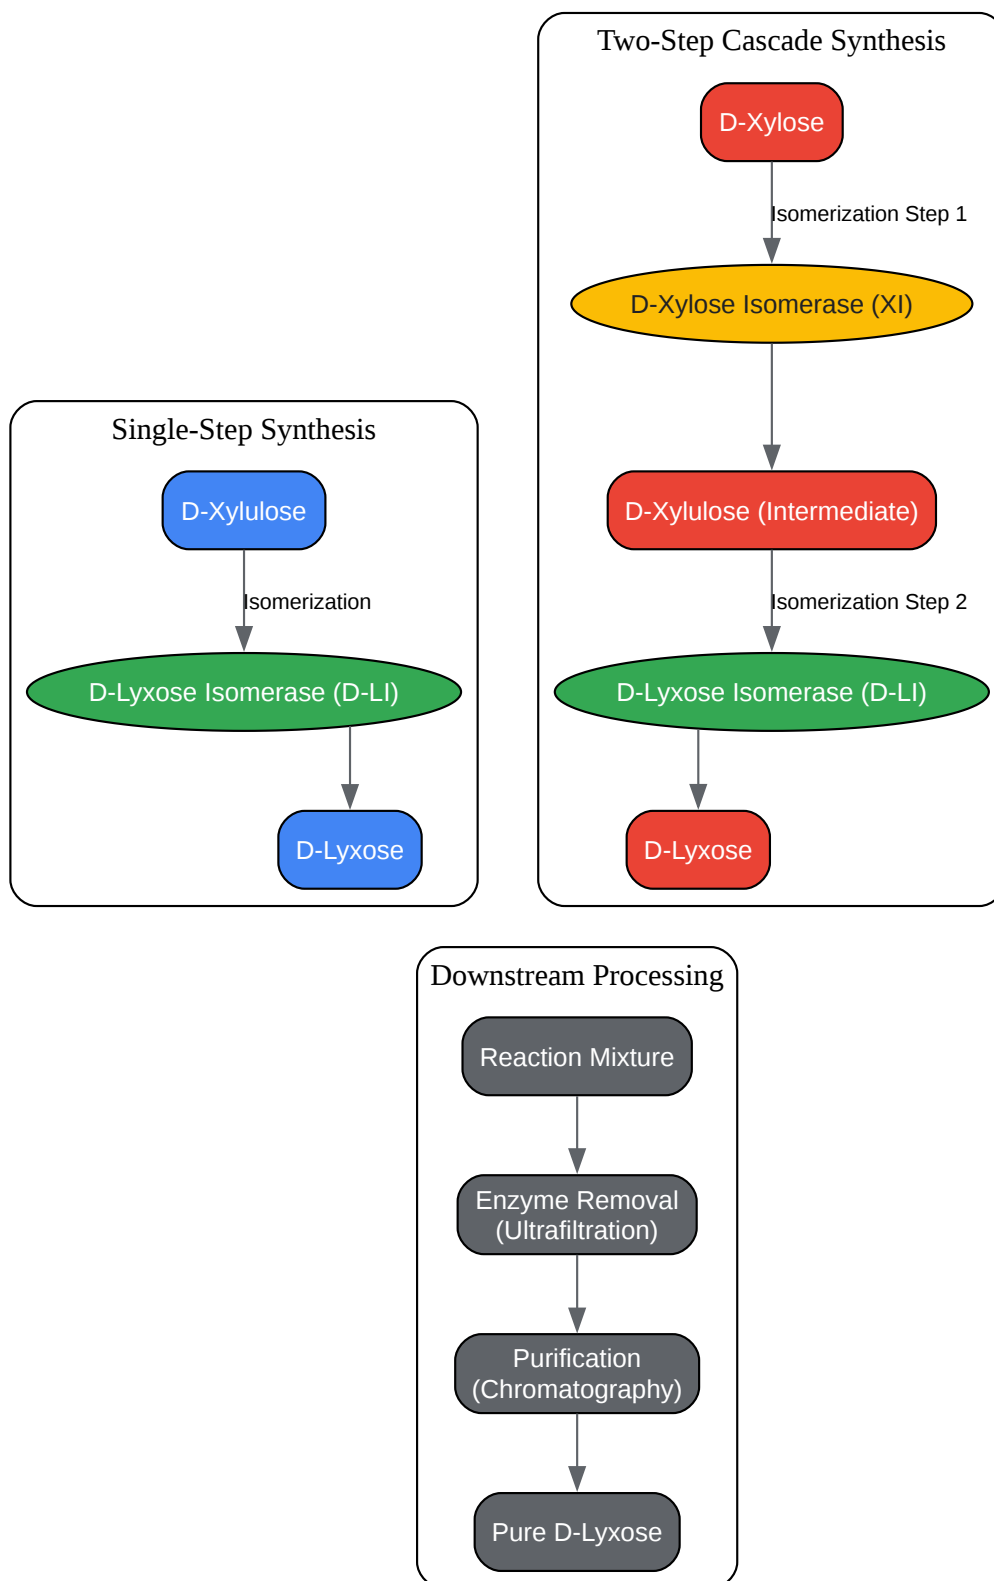 Two-Step Cascade Synthesis
D-Xylose
Isomerization Step 1
D-Xylose Isomerase (XI)
D-Xylulose (Intermediate)
Isomerization Step 2
D-Lyxose Isomerase (D-LI)
D-Lyxose
Single-Step Synthesis
D-Xylulose
Isomerization
D-Lyxose Isomerase (D-LI)
D-Lyxose
Downstream Processing
Reaction Mixture
Enzyme Removal
(Ultrafiltration)
Purification
(Chromatography)
Pure D-Lyxose